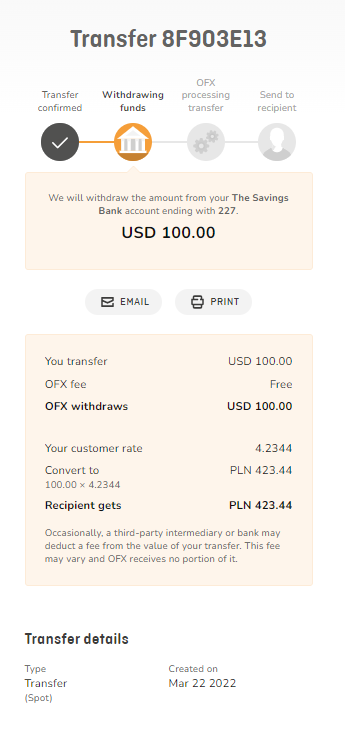 Transfer 8F903E13
Transfer confirmed
Withdrawing funds
OFX processing transfer
Send to recipient
We will withdraw the amount from your The Savings
Bank account ending with 227.
USD 100.00
EMAIL PRINT
You transfer USD 100.00
OFX fee Free
OFX withdraws USD 100.00
Your customer rate 4.2344
Convert to PLN 423.44
100.00 × 4.2344
Recipient gets PLN 423.44
Occasionally, a third-party intermediary or bank may
deduct a fee from the value of your transfer. This fee
may vary and OFX receives no portion of it.
Transfer details
Type Created on
Transfer Mar 22 2022
(Spot)